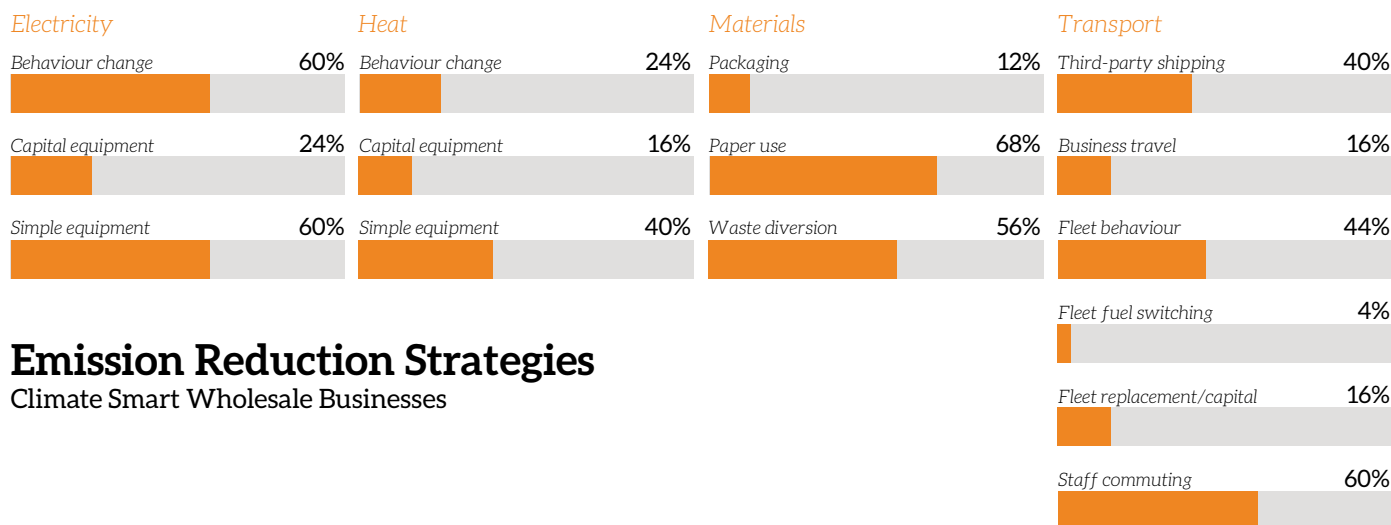 Electricity
Behaviour change 60%
Capital equipment 24%
Simple equipment 60%
Heat
Behaviour change 24%
Capital equipment 16%
Simple equipment 40%
Materials
Packaging 12%
Paper use 68%
Waste diversion 56%
Transport
Third-party shipping 40%
Business travel 16%
Fleet behaviour 44%
Fleet fuel switching 4%
Fleet replacement/capital 16%
Staff commuting 60%
Emission Reduction Strategies
Climate Smart Wholesale Businesses